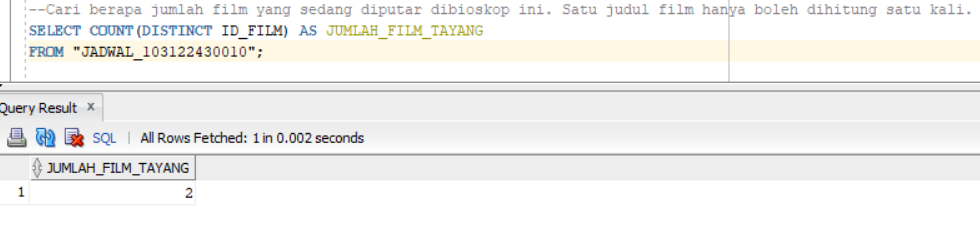 --Cari berapa jumlah film yang sedang diputar dibioskop ini. Satu judul film hanya boleh dihitung satu kali.
SELECT COUNT(DISTINCT ID_FILM) AS JUMLAH_FILM_TAYANG
FROM "JADWAL_103122430010";
Query Result x
SQL | All Rows Fetched: 1 in 0.002 seconds
JUMLAH_FILM_TAYANG
1 2